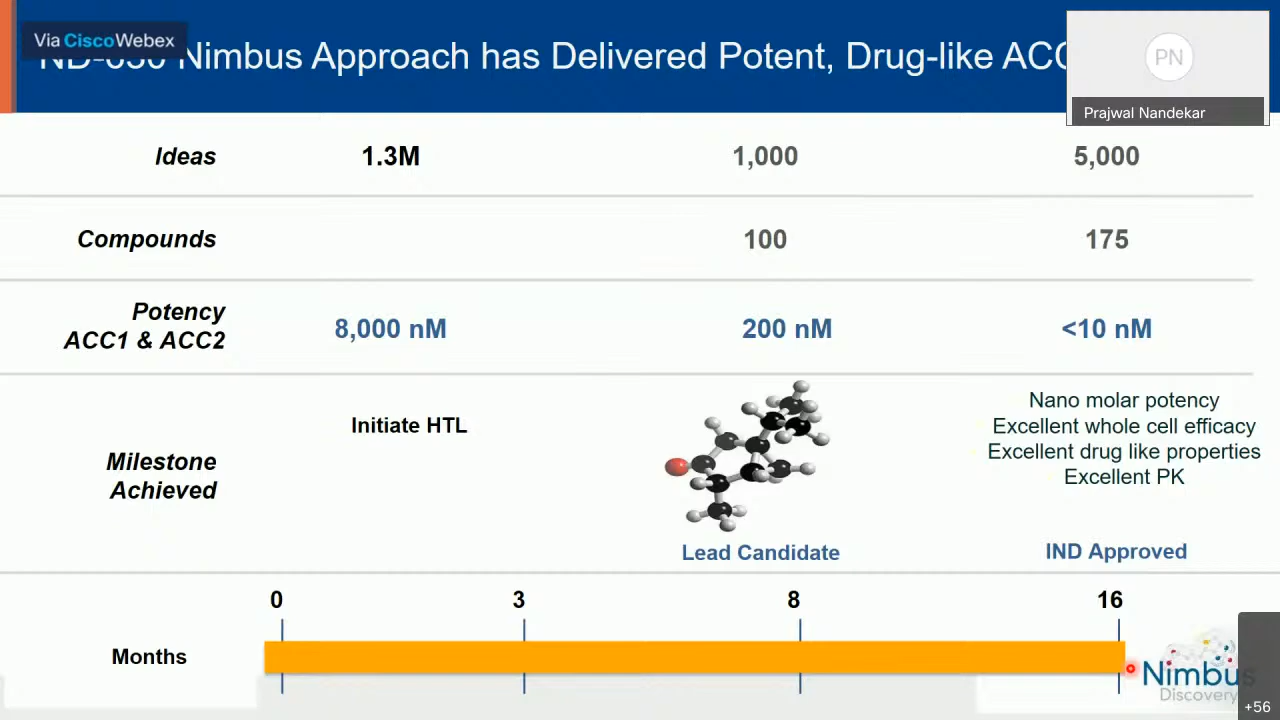 Via CiscoWebex
Nimbus Approach has Delivered Potent, Drug-like
PN
Prajwal Nandekar
Ideas 1.3M 1,000 5,000
Compounds 100 175
Potency
ACC1 & ACC2 8,000 nM 200 nM <10 nM
Milestone
Achieved
Initiate HTL
Lead Candidate
Nano molar potency
Excellent whole cell efficacy
Excellent drug like properties
Excellent PK
IND Approved
0 3 8 16
Months
Nimbus
Discovery
+56